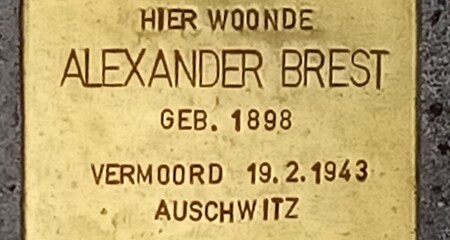 HIER WOONDE
ALEXANDER BREST
GEB. 1898
VERMOORD 19.2.1943
AUSCHWITZ